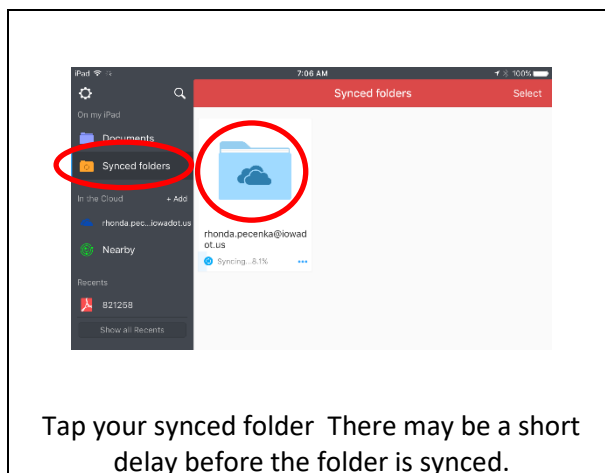 iPad 7:06 AM 100%
Synced folders Select
On my iPad
Documents
Synced folders
In the Cloud + Add
rhonda.pec...iowadot.us
Nearby
Recents
821258
Show all Recents
rhonda.pecenka@iowad
ot.us
Syncing...8.1%
Tap your synced folder  There may be a short
delay before the folder is synced.